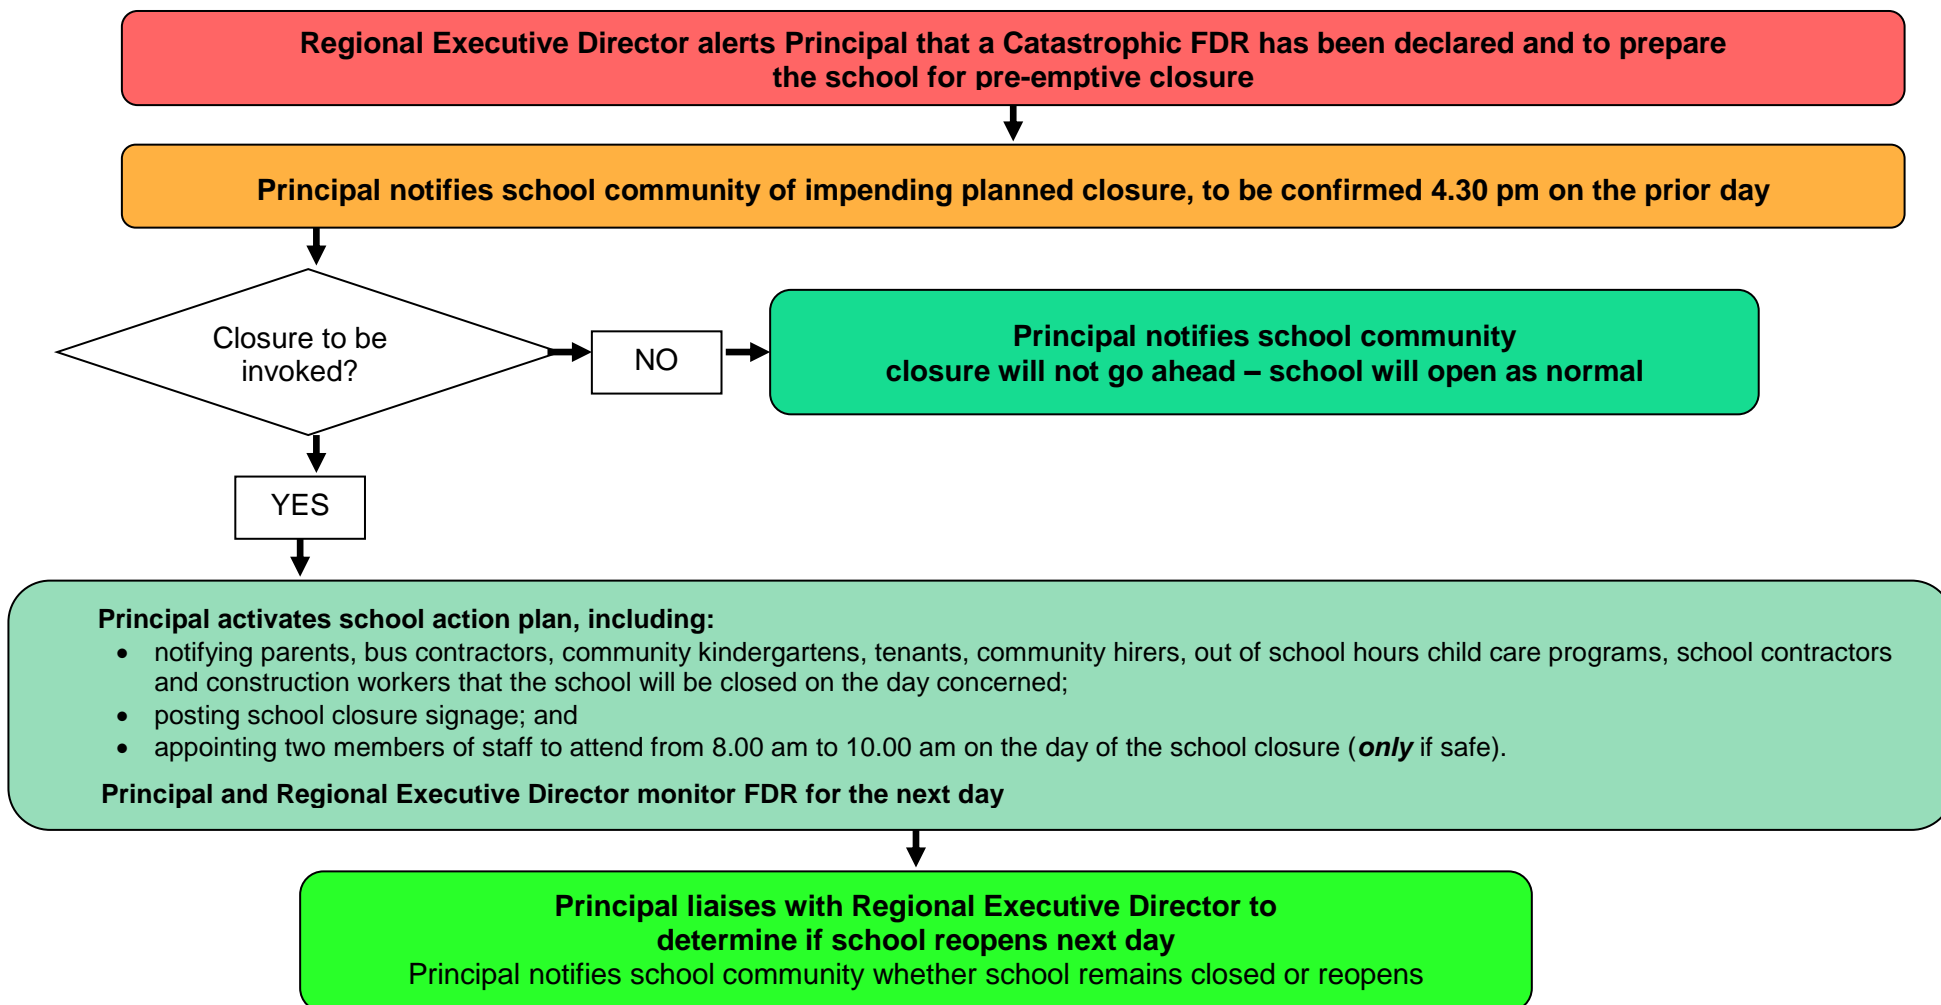 Regional Executive Director alerts Principal that a Catastrophic FDR has been declared and to prepare
the school for pre-emptive closure
Principal notifies school community of impending planned closure, to be confirmed 4.30 pm on the prior day
Closure to be
invoked?
NO
Principal notifies school community
closure will not go ahead – school will open as normal
YES
Principal activates school action plan, including:
• notifying parents, bus contractors, community kindergartens, tenants, community hirers, out of school hours child care programs, school contractors
and construction workers that the school will be closed on the day concerned;
• posting school closure signage; and
• appointing two members of staff to attend from 8.00 am to 10.00 am on the day of the school closure (only if safe).
Principal and Regional Executive Director monitor FDR for the next day
Principal liaises with Regional Executive Director to
determine if school reopens next day
Principal notifies school community whether school remains closed or reopens